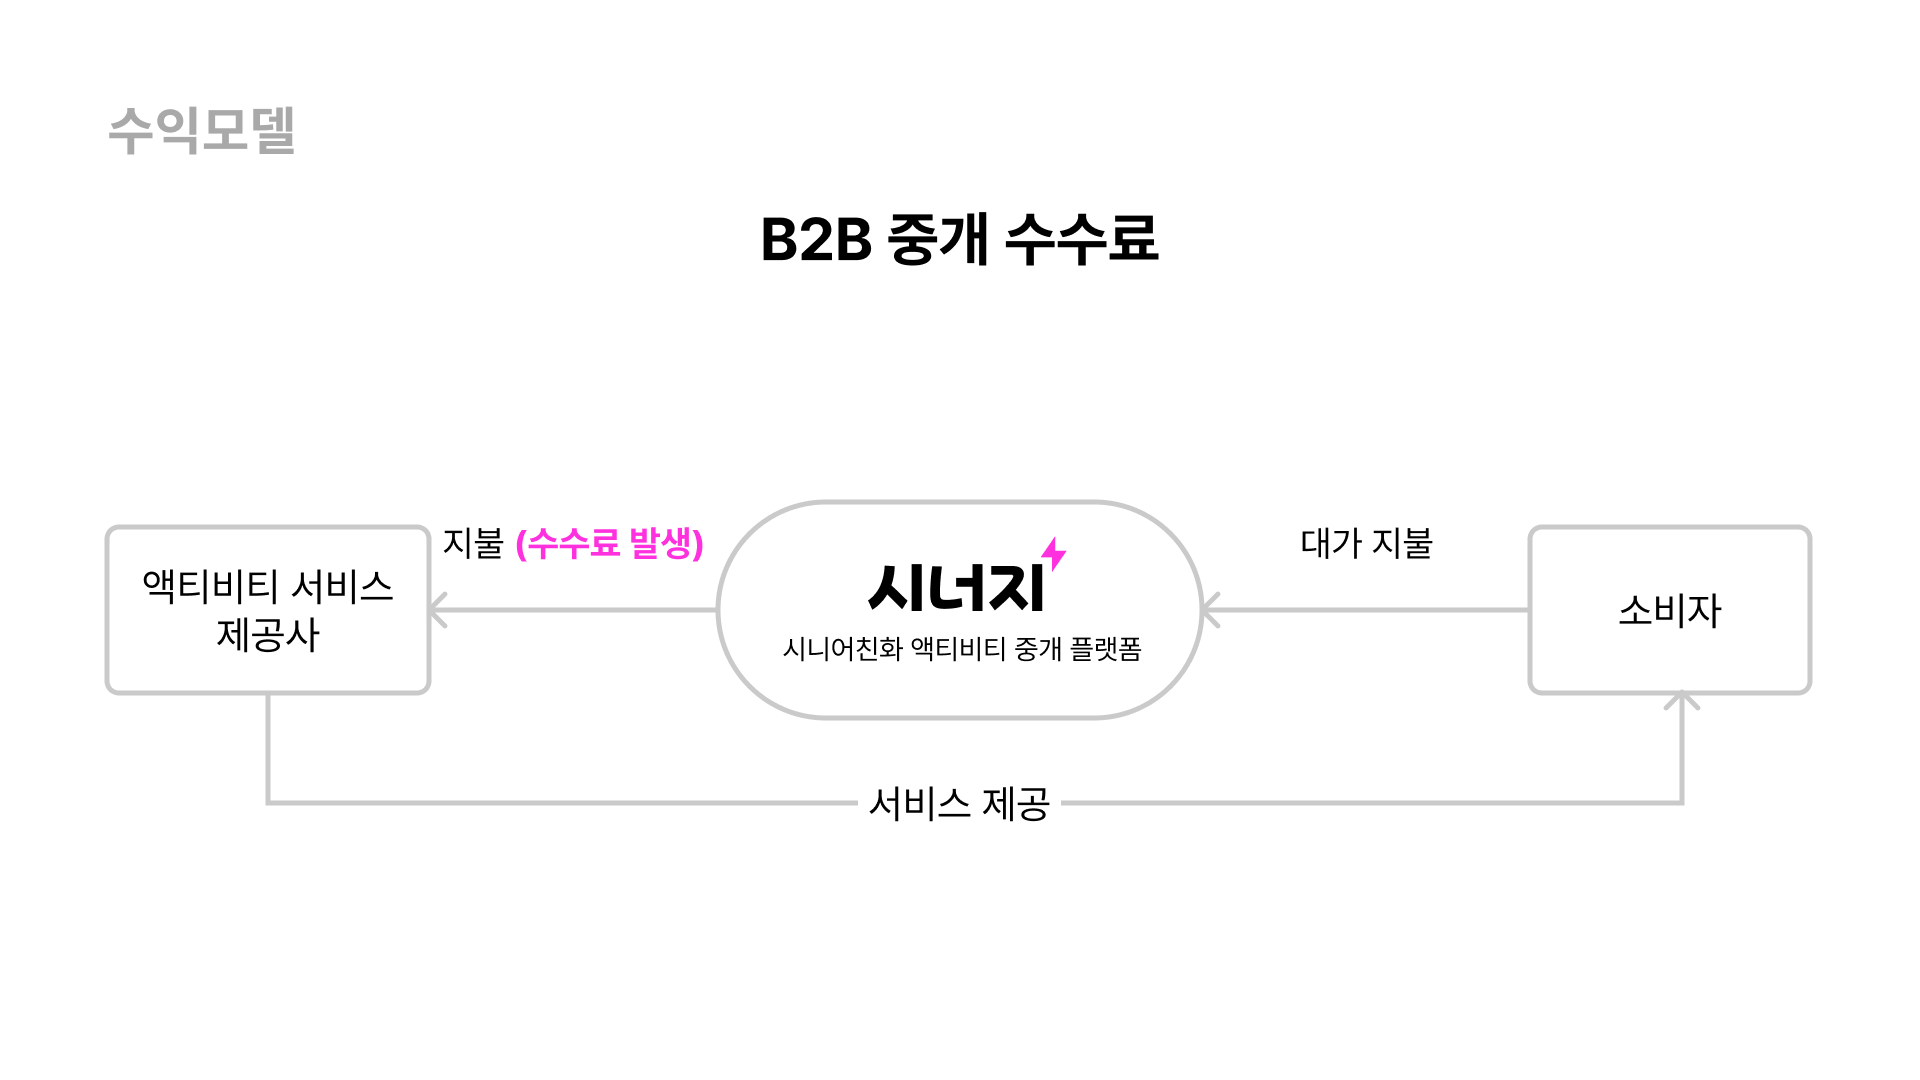 수익모델
B2B 중개 수수료
지불 (수수료 발생)
대가 지불
액티비티 서비스
제공사
시너지
시니어친화 액티비티 중개 플랫폼
소비자
서비스 제공